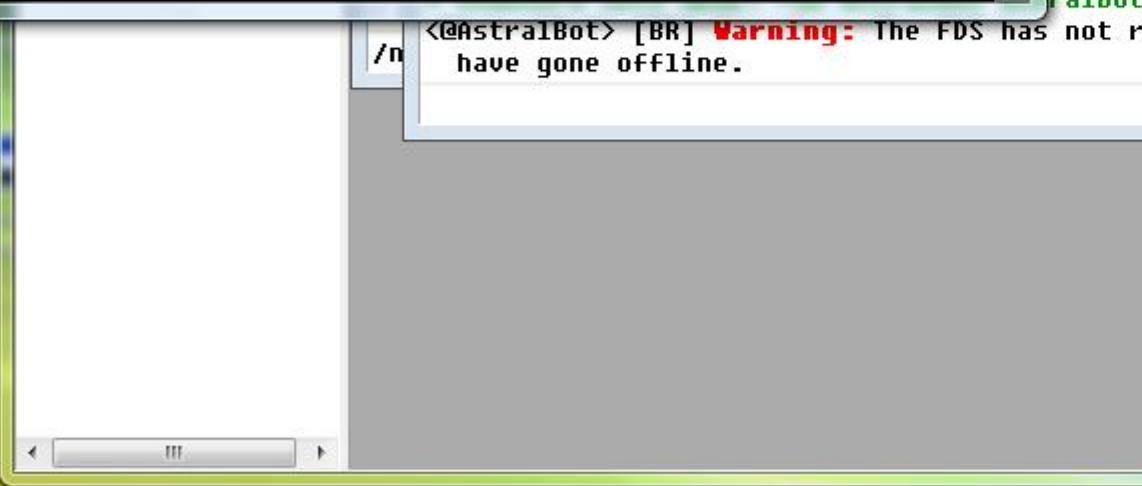 <@AstralBot> [BR] Warning: The FDS has not r
have gone offline.
/n